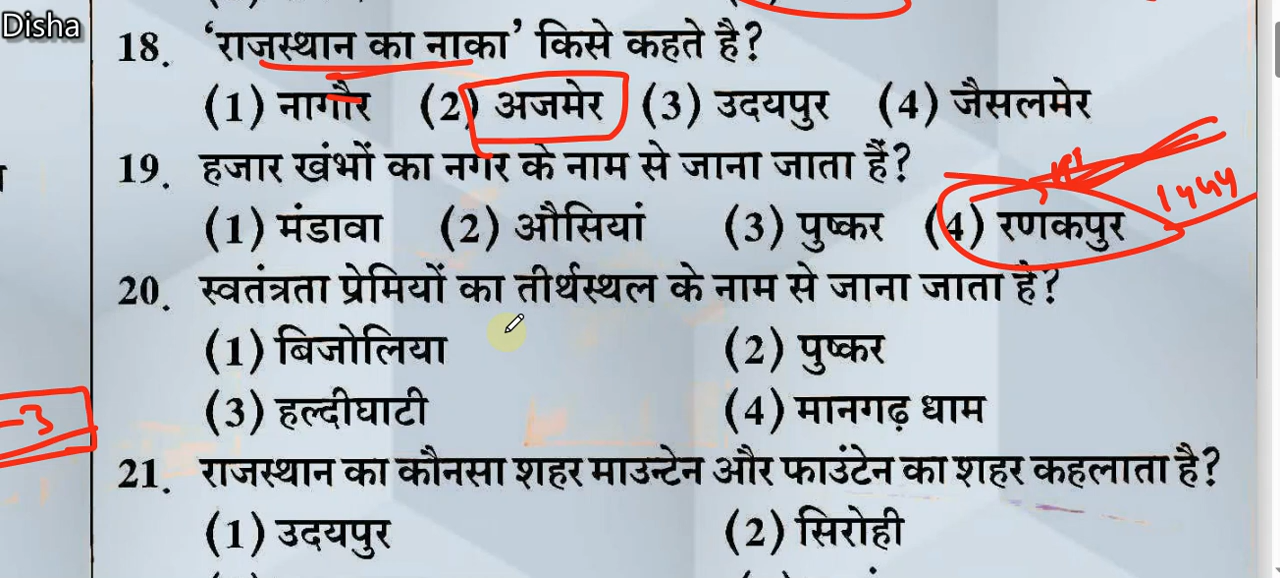 Disha
18. ‘राजस्थान का नाका’ किसे कहते है?
(1) नागौर (2) अजमेर (3) उदयपुर (4) जैसलमेर
19. हजार खंभों का नगर के नाम से जाना जाता हैं?
(1) मंडावा (2) औसियां (3) पुष्कर (4) रणकपुर
1444
20. स्वतंत्रता प्रेमियों का तीर्थस्थल के नाम से जाना जाता है?
(1) बिजोलिया (2) पुष्कर
(3) हल्दीघाटी (4) मानगढ़ धाम
-3
21. राजस्थान का कौनसा शहर माउन्टेन और फाउंटेन का शहर कहलाता है?
(1) उदयपुर (2) सिरोही